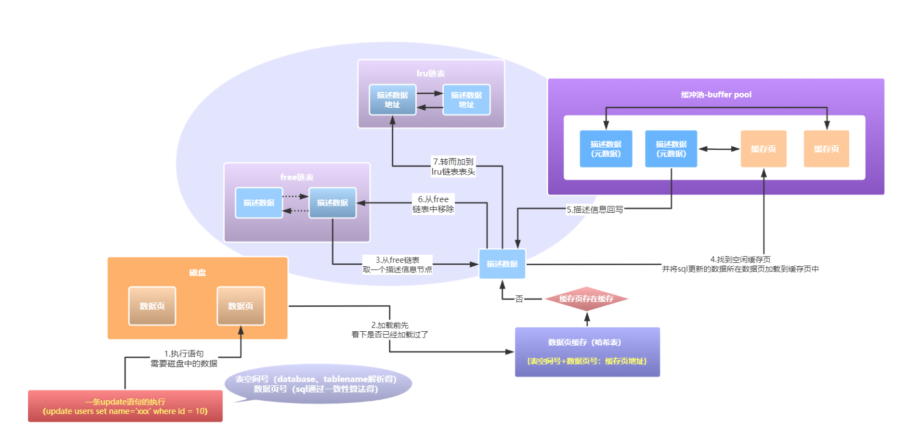 lru链表
描述数据
地址
描述数据
地址
缓冲池-buffer pool
描述数据
(元数据)
描述数据
(元数据)
缓存页
缓存页
7.转而加到
lru链表表头
free链表
描述数据
描述数据
6.从free
链表中移除
5.描述信息回写
3.从free链表
取一个描述信息节点
描述数据
4.找到空闲缓存页
并将sql更新的数据所在数据页加载到缓存页中
磁盘
数据页
数据页
否
缓存页存在缓存
2.加载前先
看下是否已经加载过了
数据页缓存（哈希表）
(表空间号+数据页号：缓存页地址)
1.执行语句
需要磁盘中的数据
表空间号（database、tablename解析得）
数据页号（sql通过一致性算法得）
一条update语句的执行
(update users set name='xxx' where id = 10)